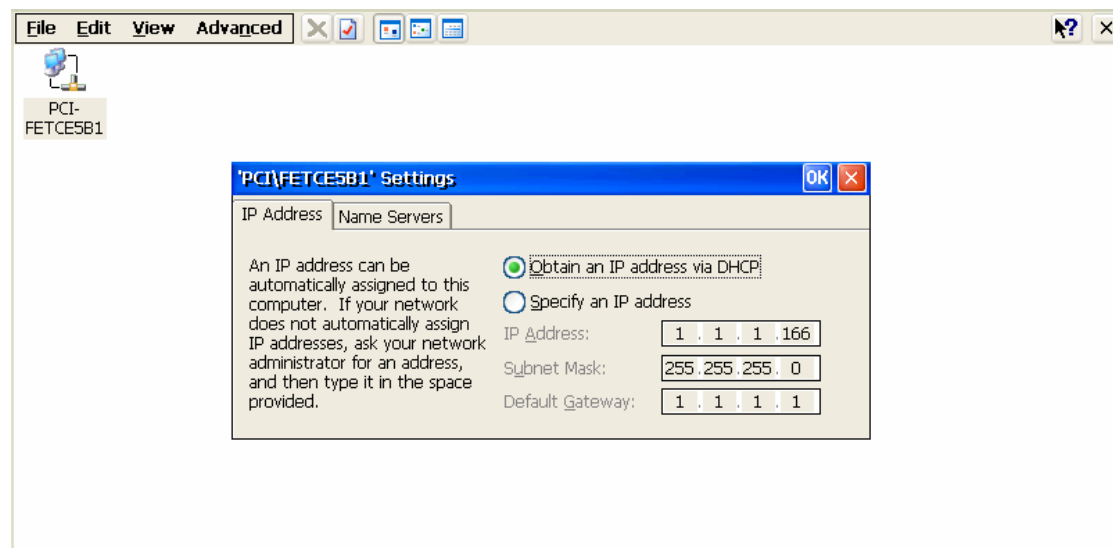 File Edit View Advanced
?
PCI-
FETCE5B1
'PCI\FETCE5B1' Settings OK
IP Address Name Servers
An IP address can be
automatically assigned to this
computer. If your network
does not automatically assign
IP addresses, ask your network
administrator for an address,
and then type it in the space
provided.
Obtain an IP address via DHCP
Specify an IP address
IP Address: 1 . 1 . 1 .166
Subnet Mask: 255.255.255. 0
Default Gateway: 1 . 1 . 1 . 1